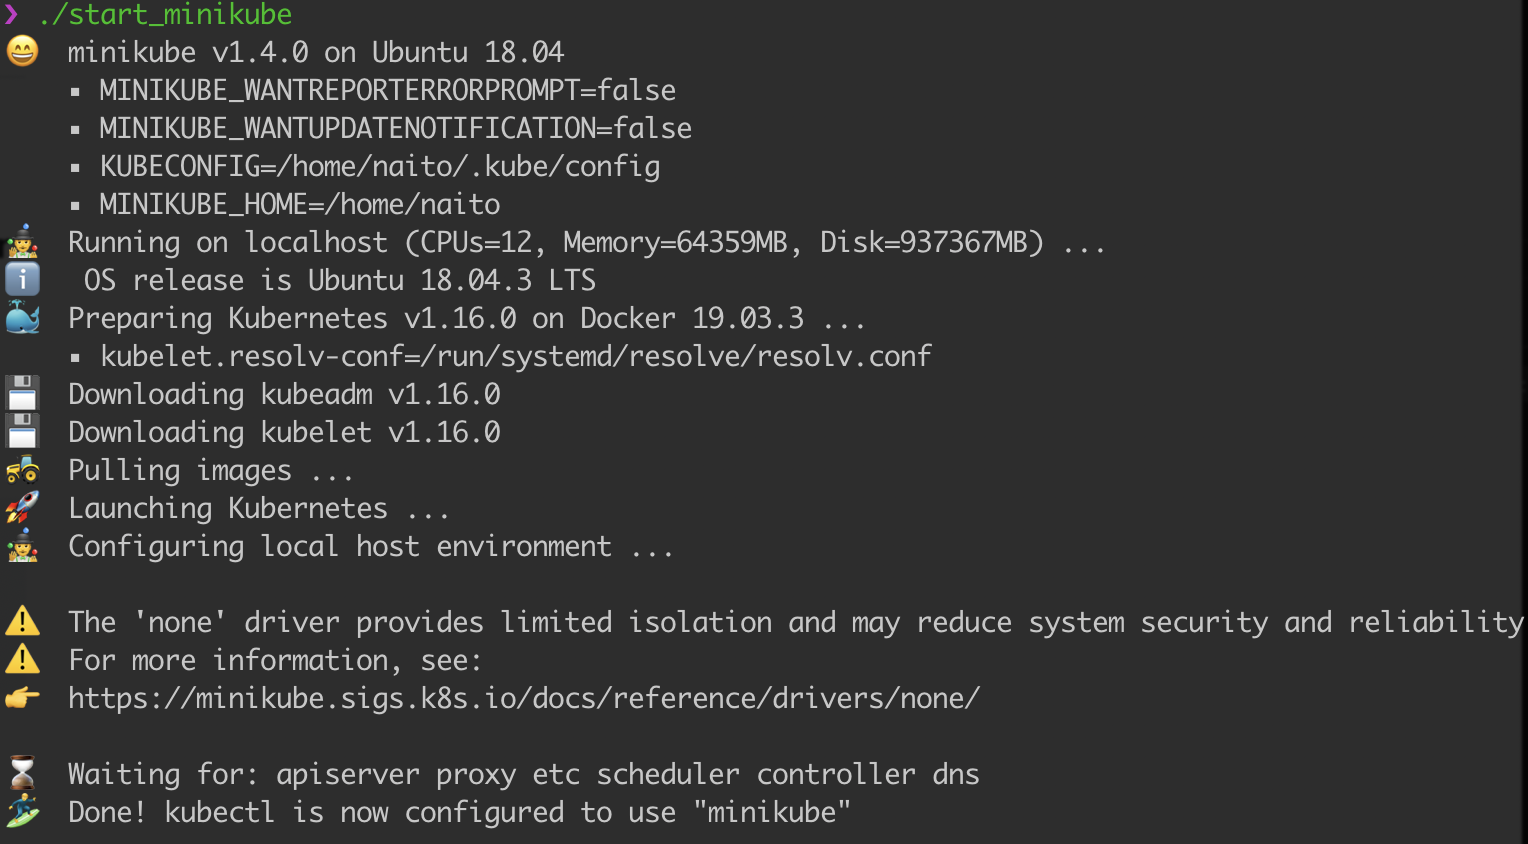 ❯ ./start_minikube
😄 minikube v1.4.0 on Ubuntu 18.04
▪ MINIKUBE_WANTREPORTERRORPROMPT=false
▪ MINIKUBE_WANTUPDATENOTIFICATION=false
▪ KUBECONFIG=/home/naito/.kube/config
▪ MINIKUBE_HOME=/home/naito
🤹 Running on localhost (CPUs=12, Memory=64359MB, Disk=937367MB) ...
ℹ️ OS release is Ubuntu 18.04.3 LTS
🐳 Preparing Kubernetes v1.16.0 on Docker 19.03.3 ...
▪ kubelet.resolv-conf=/run/systemd/resolve/resolv.conf
💾 Downloading kubeadm v1.16.0
💾 Downloading kubelet v1.16.0
🚜 Pulling images ...
🚀 Launching Kubernetes ...
🤹 Configuring local host environment ...
⚠️ The 'none' driver provides limited isolation and may reduce system security and reliability
⚠️ For more information, see:
👉 https://minikube.sigs.k8s.io/docs/reference/drivers/none/
⌛ Waiting for: apiserver proxy etc scheduler controller dns
🏄 Done! kubectl is now configured to use "minikube"